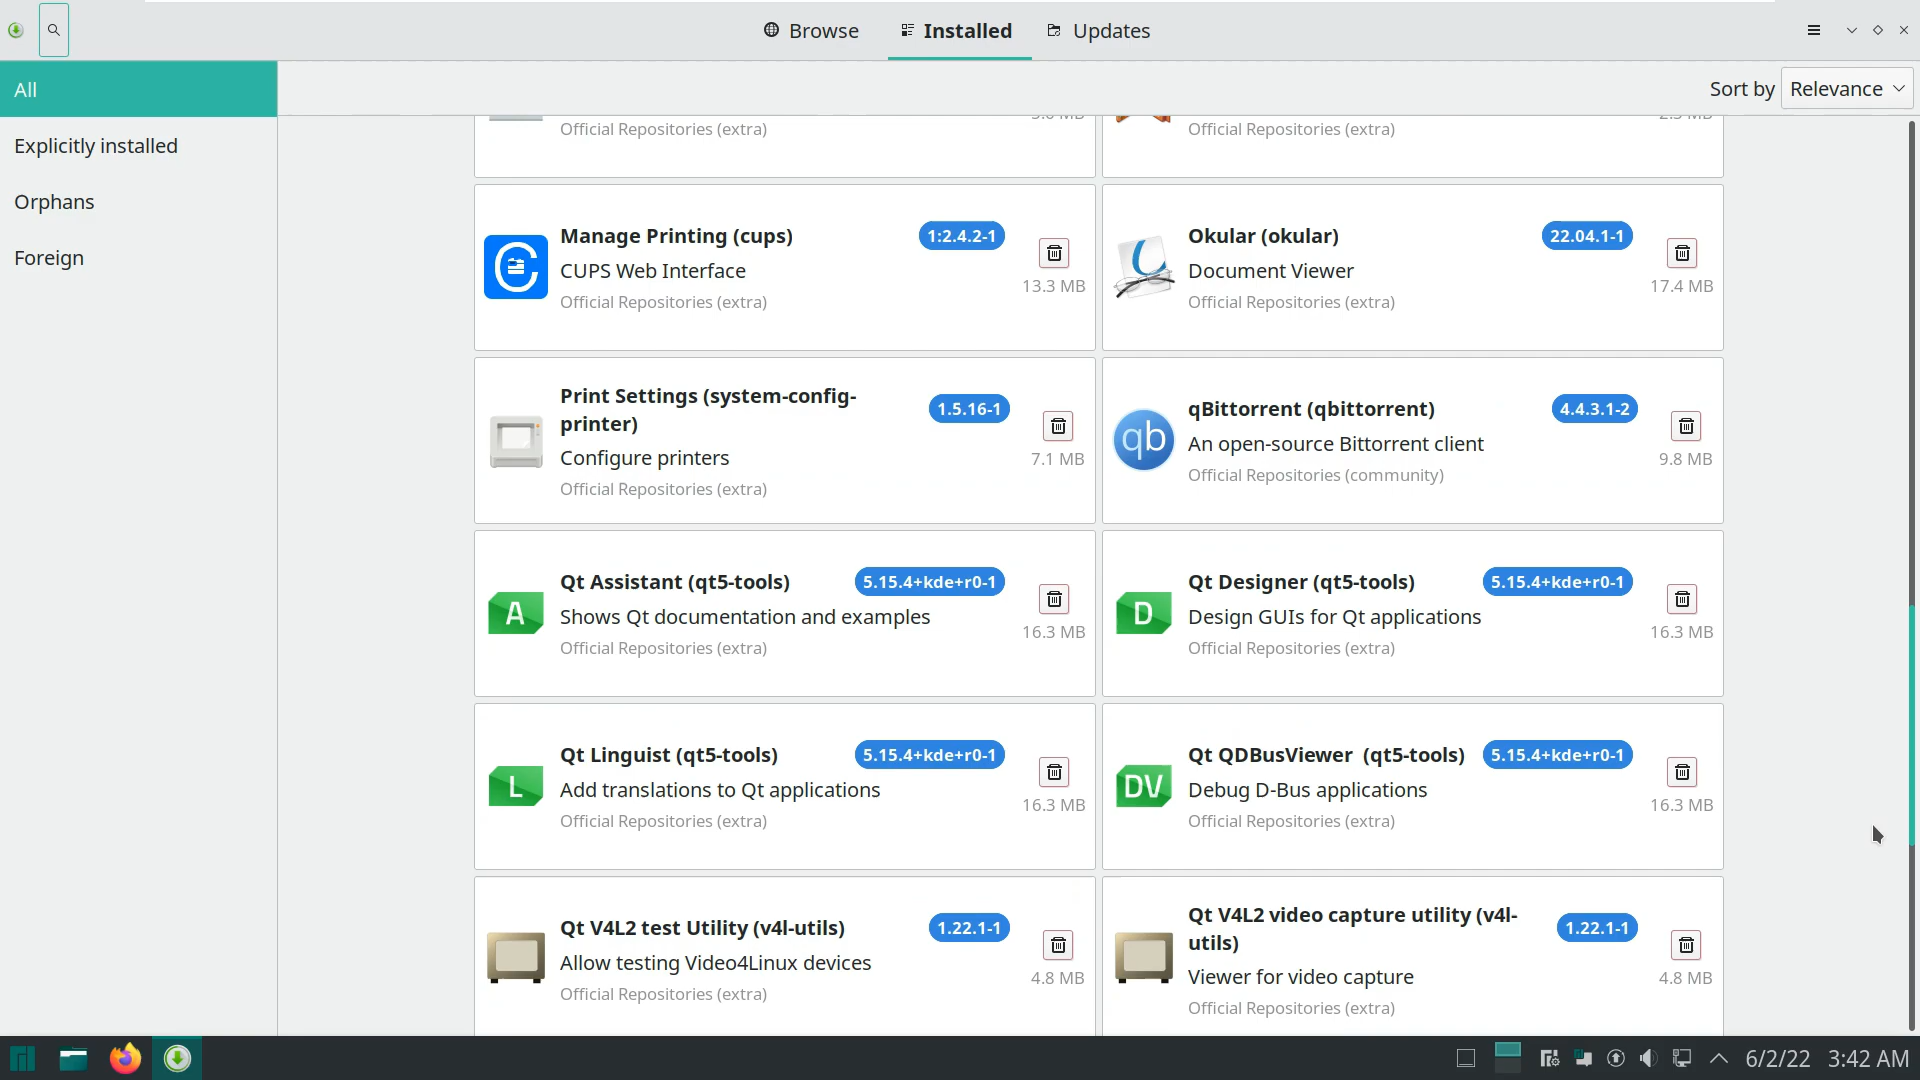 Browse
Installed
Updates
All
Sort by
Relevance
Explicitly installed
Orphans
Foreign
Official Repositories (extra)
Official Repositories (extra)
Manage Printing (cups)
1:2.4.2-1
CUPS Web Interface
13.3 MB
Official Repositories (extra)
Okular (okular)
22.04.1-1
Document Viewer
17.4 MB
Official Repositories (extra)
Print Settings (system-config-
printer)
1.5.16-1
Configure printers
7.1 MB
Official Repositories (extra)
qb
qBittorrent (qbittorrent)
4.4.3.1-2
An open-source Bittorrent client
9.8 MB
Official Repositories (community)
A
Qt Assistant (qt5-tools)
5.15.4+kde+r0-1
Shows Qt documentation and examples
16.3 MB
Official Repositories (extra)
D
Qt Designer (qt5-tools)
5.15.4+kde+r0-1
Design GUIs for Qt applications
16.3 MB
Official Repositories (extra)
L
Qt Linguist (qt5-tools)
5.15.4+kde+r0-1
Add translations to Qt applications
16.3 MB
Official Repositories (extra)
DV
Qt QDBusViewer (qt5-tools)
5.15.4+kde+r0-1
Debug D-Bus applications
16.3 MB
Official Repositories (extra)
Qt V4L2 test Utility (v4l-utils)
1.22.1-1
Allow testing Video4Linux devices
4.8 MB
Official Repositories (extra)
Qt V4L2 video capture utility (v4l-
utils)
1.22.1-1
Viewer for video capture
4.8 MB
Official Repositories (extra)
6/2/22 3:42 AM